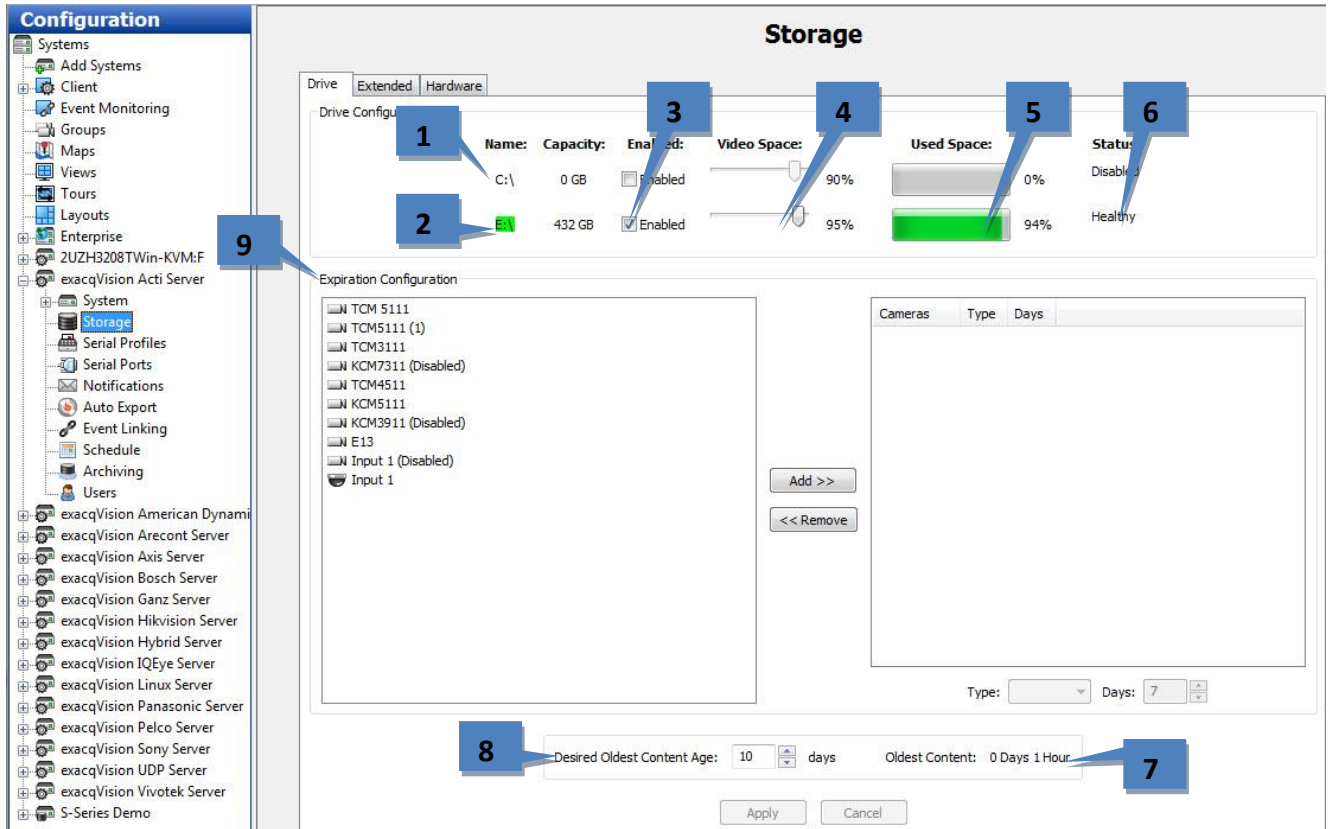 Configuration
Systems
Add Systems
Client
Event Monitoring
Groups
Maps
Views
Tours
Layouts
Enterprise
2UZH3208TWin-KVM:F
exacqVision Acti Server
System
Storage
Serial Profiles
Serial Ports
Notifications
Auto Export
Event Linking
Schedule
Archiving
Users
exacqVision American Dynami
exacqVision Arecont Server
exacqVision Axis Server
exacqVision Bosch Server
exacqVision Ganz Server
exacqVision Hikvision Server
exacqVision Hybrid Server
exacqVision IQEye Server
exacqVision Linux Server
exacqVision Panasonic Server
exacqVision Pelco Server
exacqVision Sony Server
exacqVision UDP Server
exacqVision Vivotek Server
S-Series Demo
Storage
Drive Extended Hardware
Drive Configu
1 2 3 4 5 6
Name: Capacity: Enabled: Video Space: Used Space: Status
C:\ 0 GB Enabled 90% 0% Disabled
E:\ 432 GB Enabled 95% 94% Healthy
9
Expiration Configuration
TCM 5111
TCM5111 (1)
TCM3111
KCM7311 (Disabled)
TCM4511
KCM5111
KCM3911 (Disabled)
E13
Input 1 (Disabled)
Input 1
Add >>
<< Remove
Cameras Type Days
Type: Days: 7
8
Desired Oldest Content Age: 10 days Oldest Content: 0 Days 1 Hour
7
Apply Cancel